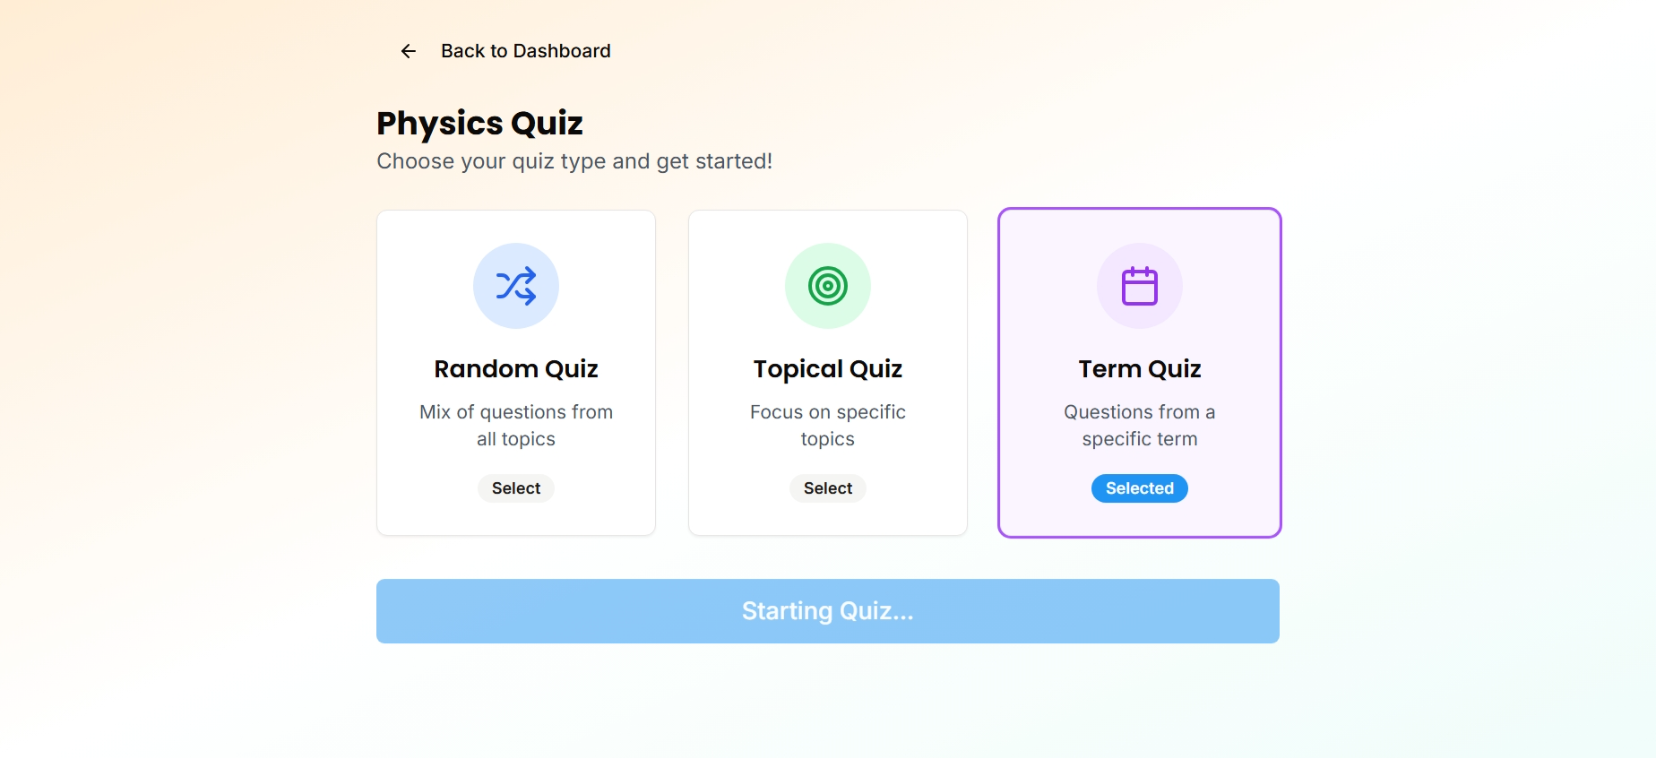 Back to Dashboard
Physics Quiz
Choose your quiz type and get started!
Random Quiz
Mix of questions from
all topics
Select
Topical Quiz
Focus on specific
topics
Select
Term Quiz
Questions from a
specific term
Selected
Starting Quiz...